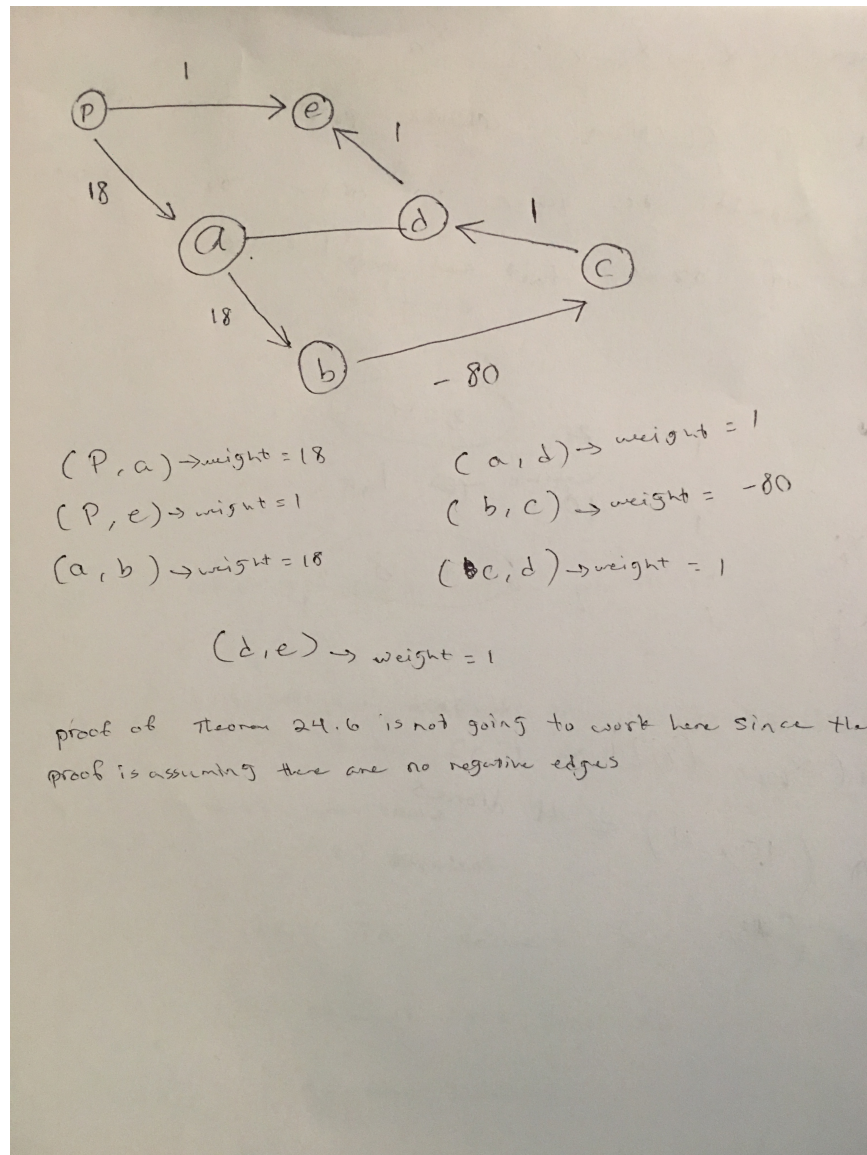 1
P
e
1
18
a
d
1
c
18
b
- 80
(P, a) → weight = 18
(a, d) → weight = 1
(P, e) → weight = 1
(b, c) → weight = -80
(a, b) → weight = 18
(c, d) → weight = 1
(d, e) → weight = 1
proof of Theorem 24.6 is not going to work here since the
proof is assuming there are no negative edges